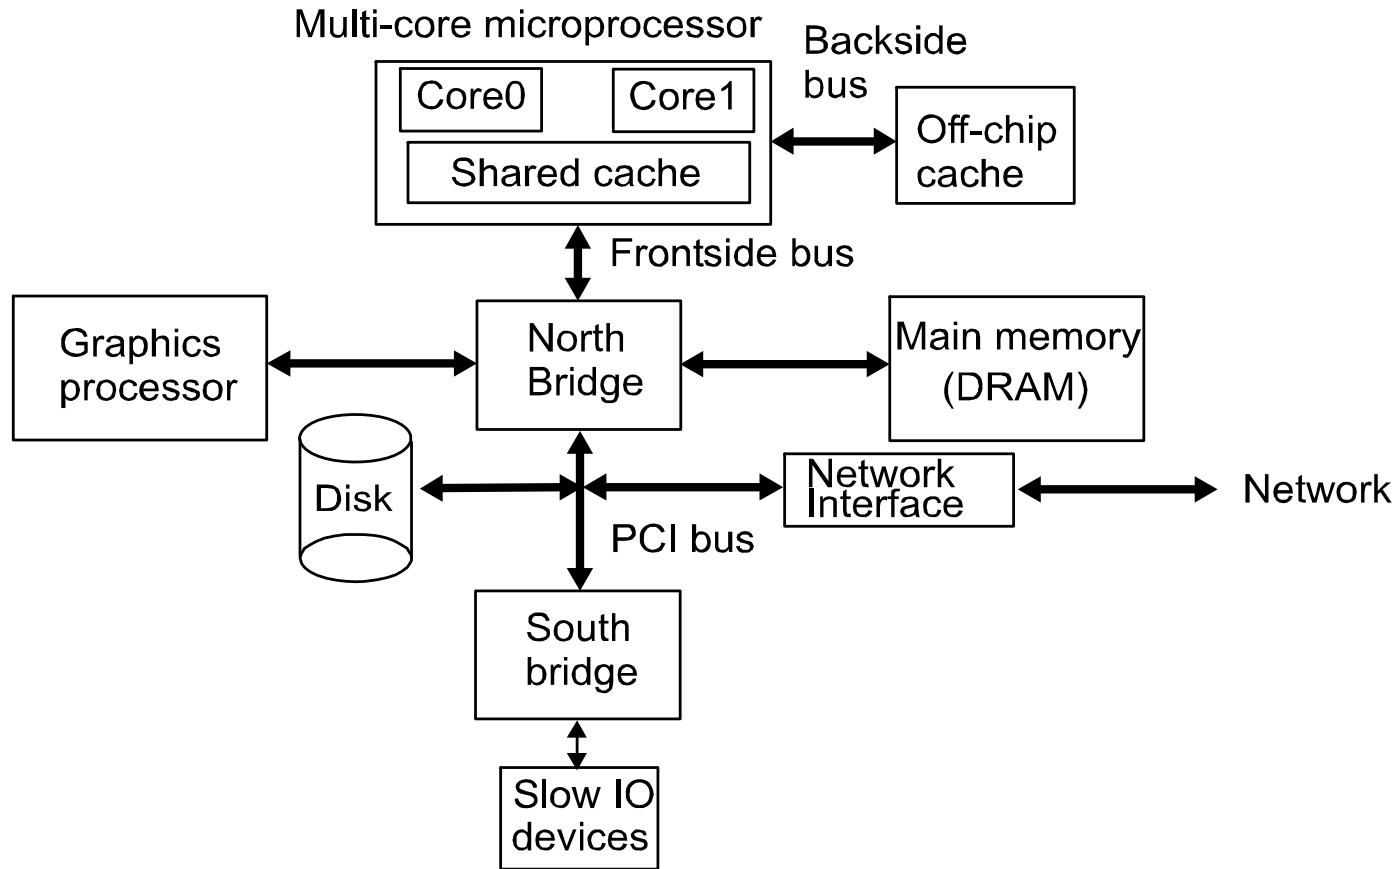 Multi-core microprocessor
Backside
bus
Core0
Core1
Off-chip
cache
Shared cache
Frontside bus
Graphics
processor
North
Bridge
Main memory
(DRAM)
Disk
Network
Interface
Network
PCI bus
South
bridge
Slow IO
devices